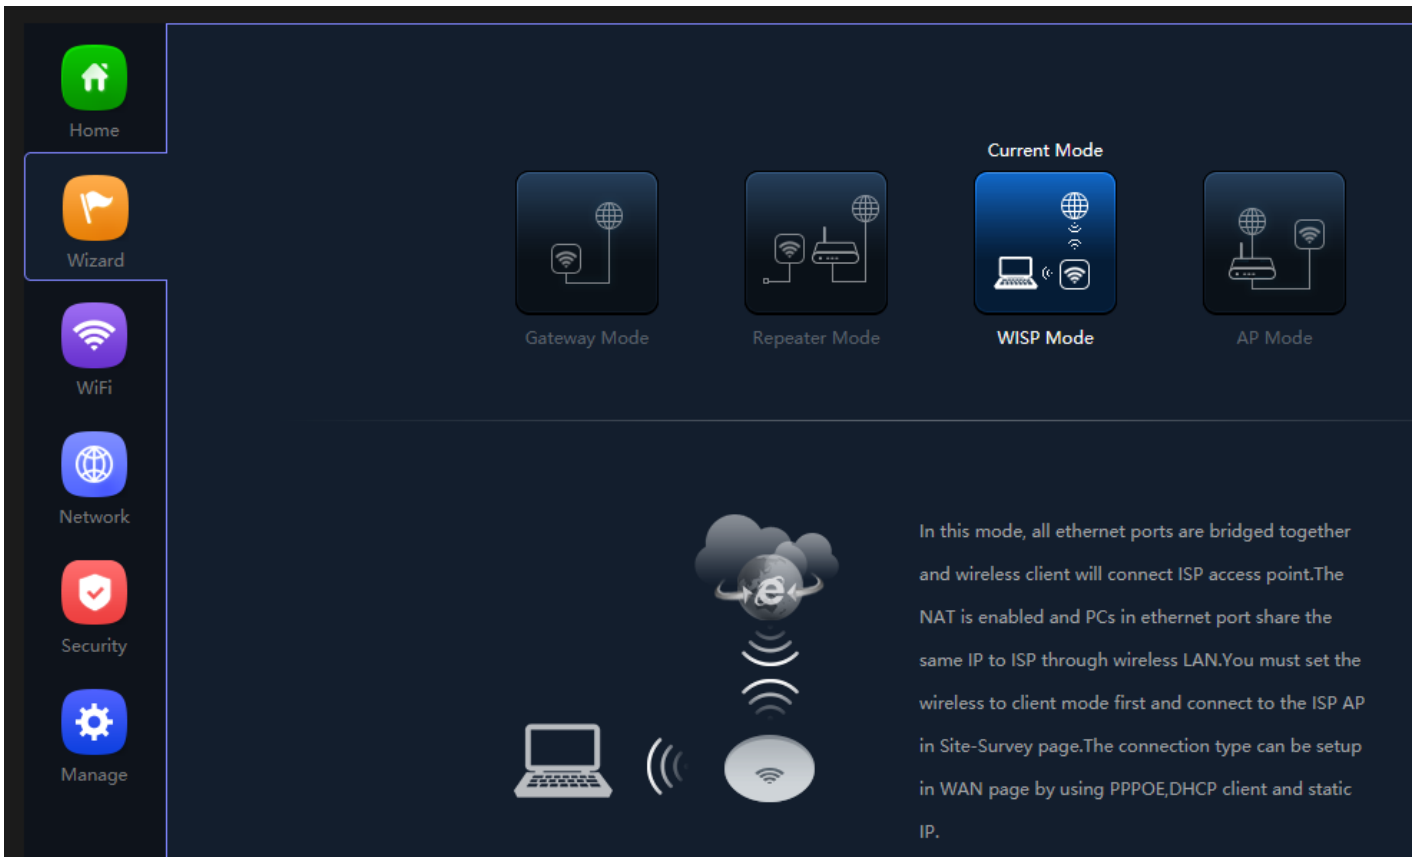 Home
Wizard
WiFi
Network
Security
Manage
Current Mode
Gateway Mode
Repeater Mode
WISP Mode
AP Mode
In this mode, all ethernet ports are bridged together
and wireless client will connect ISP access point.The
NAT is enabled and PCs in ethernet port share the
same IP to ISP through wireless LAN.You must set the
wireless to client mode first and connect to the ISP AP
in Site-Survey page.The connection type can be setup
in WAN page by using PPPOE,DHCP client and static
IP.